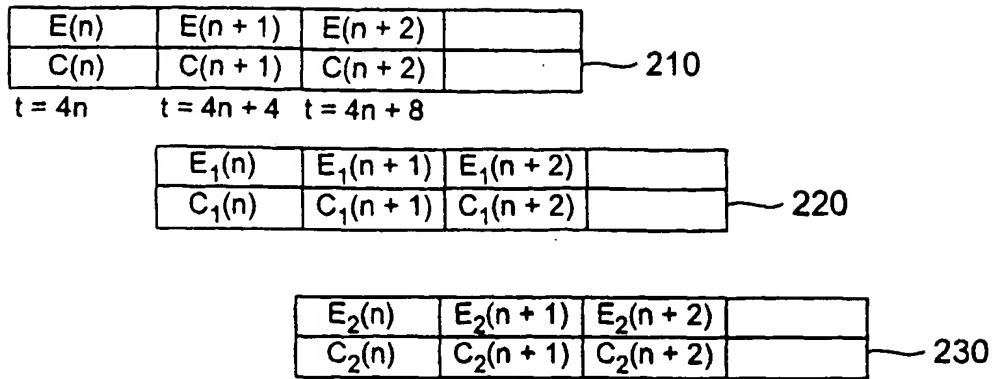 E(n) E(n + 1) E(n + 2)
C(n) C(n + 1) C(n + 2) 210
t = 4n t = 4n + 4 t = 4n + 8
E₁(n) E₁(n + 1) E₁(n + 2)
C₁(n) C₁(n + 1) C₁(n + 2) 220
E₂(n) E₂(n + 1) E₂(n + 2)
C₂(n) C₂(n + 1) C₂(n + 2) 230